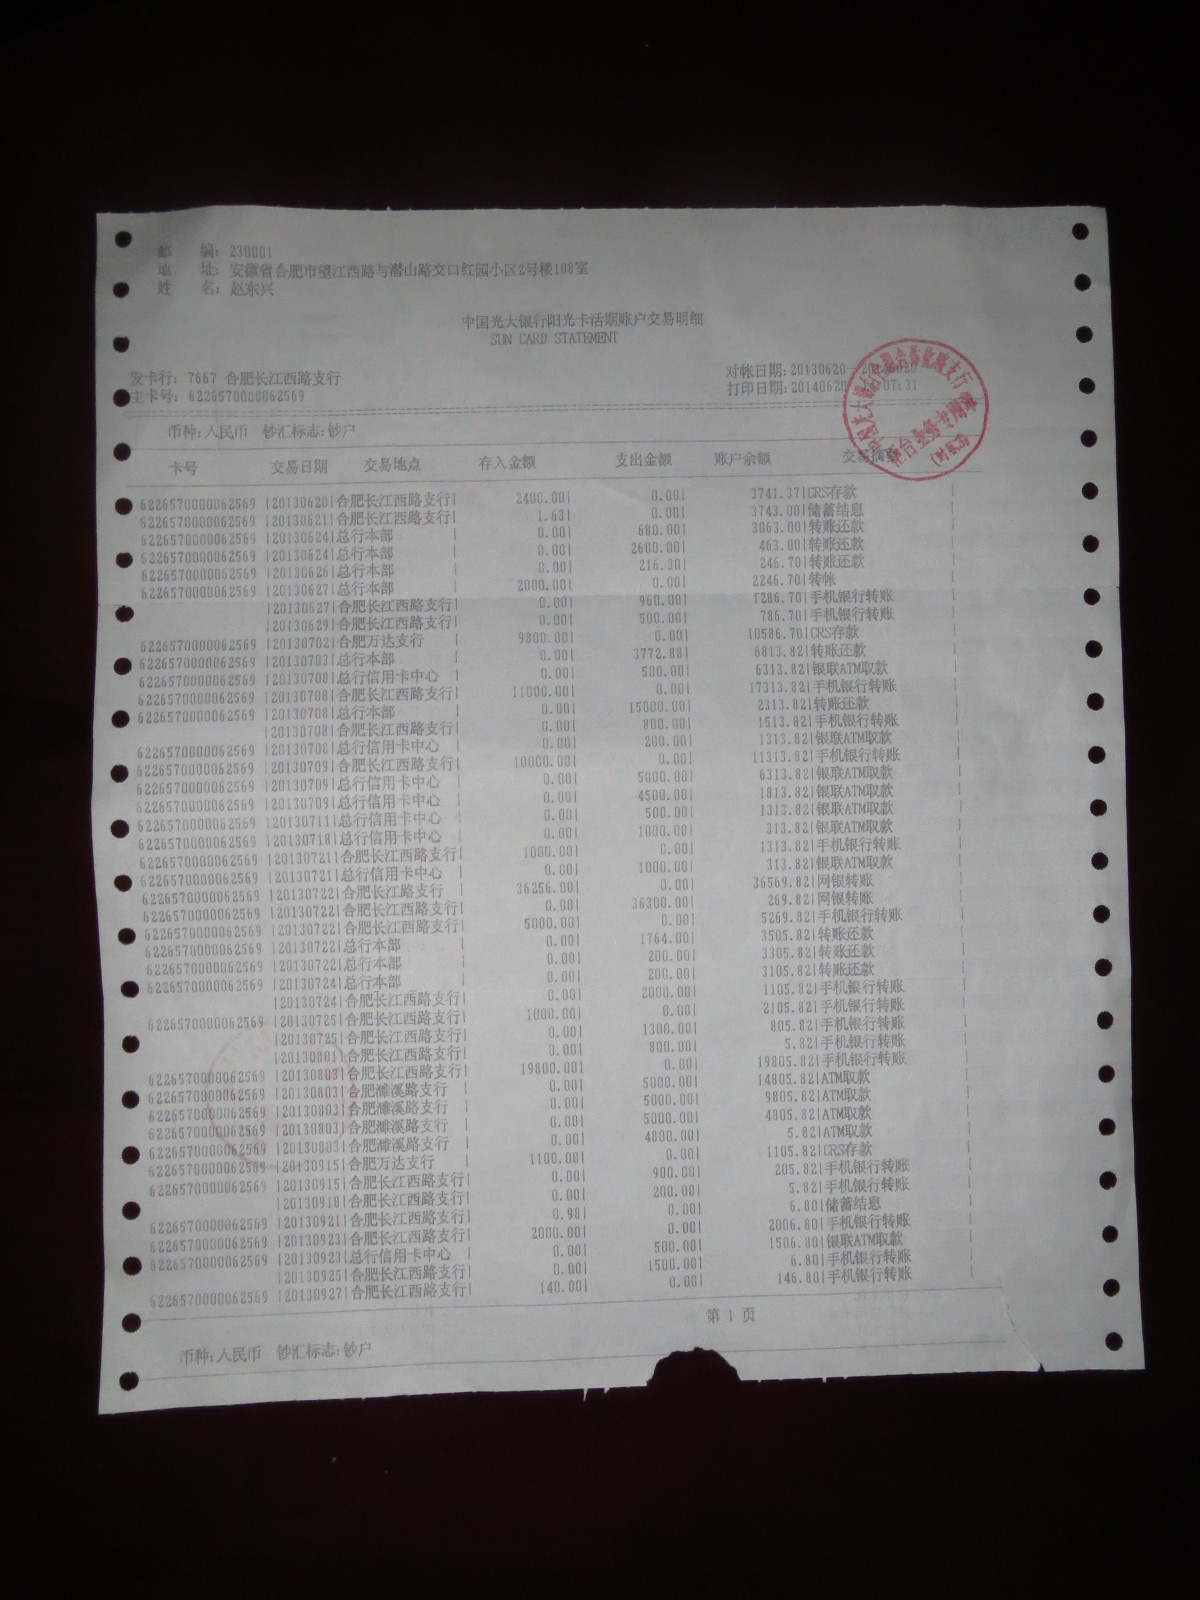 邮　　编：230001
地　　址：安徽省合肥市望江西路与潜山路交口红园小区2号楼108室
姓　　名：赵东兴
中国光大银行阳光卡活期账户交易明细
SUN CARD STATEMENT
发卡行：7667 合肥长江西路支行 对帐日期：20130620--20140620
主卡号：6226570000062569 打印日期：20140620 07:31
币种：人民币 钞汇标志：钞户
卡号 交易日期 交易地点 存入金额 支出金额 账户余额 交易摘要
6226570000062569 |20130620|合肥长江西路支行| 2400.00| 0.00| 3741.37|CRS存款 |
6226570000062569 |20130621|合肥长江西路支行| 1.63| 0.00| 3743.00|储蓄结息 |
6226570000062569 |20130624|总行本部 | 0.00| 680.00| 3063.00|转账还款 |
6226570000062569 |20130624|总行本部 | 0.00| 2600.00| 463.00|转账还款 |
6226570000062569 |20130626|总行本部 | 0.00| 216.30| 246.70|转账还款 |
6226570000062569 |20130627|总行本部 | 2000.00| 0.00| 2246.70|转帐 |
|20130627|合肥长江西路支行| 0.00| 960.00| 1286.70|手机银行转账 |
|20130629|合肥长江西路支行| 0.00| 500.00| 786.70|手机银行转账 |
6226570000062569 |20130702|合肥万达支行 | 9800.00| 0.00| 10586.70|CRS存款 |
6226570000062569 |20130703|总行本部 | 0.00| 3772.88| 6813.82|转账还款 |
6226570000062569 |20130708|总行信用卡中心 | 0.00| 500.00| 6313.82|银联ATM取款 |
6226570000062569 |20130708|合肥长江西路支行| 11000.00| 0.00| 17313.82|手机银行转账 |
6226570000062569 |20130708|总行本部 | 0.00| 15000.00| 2313.82|转账还款 |
|20130708|合肥长江西路支行| 0.00| 800.00| 1513.82|手机银行转账 |
6226570000062569 |20130708|总行信用卡中心 | 0.00| 200.00| 1313.82|银联ATM取款 |
6226570000062569 |20130709|合肥长江西路支行| 10000.00| 0.00| 11313.82|手机银行转账 |
6226570000062569 |20130709|总行信用卡中心 | 0.00| 5000.00| 6313.82|银联ATM取款 |
6226570000062569 |20130709|总行信用卡中心 | 0.00| 4500.00| 1813.82|银联ATM取款 |
6226570000062569 |20130711|总行信用卡中心 | 0.00| 500.00| 1313.82|银联ATM取款 |
6226570000062569 |20130718|总行信用卡中心 | 0.00| 1000.00| 313.82|银联ATM取款 |
6226570000062569 |20130721|合肥长江西路支行| 1000.00| 0.00| 1313.82|手机银行转账 |
6226570000062569 |20130721|总行信用卡中心 | 0.00| 1000.00| 313.82|银联ATM取款 |
6226570000062569 |20130722|合肥长江路支行 | 36256.00| 0.00| 36569.82|网银转账 |
6226570000062569 |20130722|合肥长江西路支行| 0.00| 36300.00| 269.82|网银转账 |
6226570000062569 |20130722|合肥长江西路支行| 5000.00| 0.00| 5269.82|手机银行转账 |
6226570000062569 |20130722|总行本部 | 0.00| 1764.00| 3505.82|转账还款 |
6226570000062569 |20130722|总行本部 | 0.00| 200.00| 3305.82|转账还款 |
6226570000062569 |20130724|总行本部 | 0.00| 200.00| 3105.82|转账还款 |
|20130724|合肥长江西路支行| 0.00| 2000.00| 1105.82|手机银行转账 |
6226570000062569 |20130725|合肥长江西路支行| 1000.00| 0.00| 2105.82|手机银行转账 |
|20130725|合肥长江西路支行| 0.00| 1300.00| 805.82|手机银行转账 |
|20130801|合肥长江西路支行| 0.00| 800.00| 5.82|手机银行转账 |
6226570000062569 |20130803|合肥长江西路支行| 19800.00| 0.00| 19805.82|手机银行转账 |
6226570000062569 |20130803|合肥濉溪路支行 | 0.00| 5000.00| 14805.82|ATM取款 |
6226570000062569 |20130803|合肥濉溪路支行 | 0.00| 5000.00| 9805.82|ATM取款 |
6226570000062569 |20130803|合肥濉溪路支行 | 0.00| 5000.00| 4805.82|ATM取款 |
6226570000062569 |20130803|合肥濉溪路支行 | 0.00| 4800.00| 5.82|ATM取款 |
6226570000062569 |20130915|合肥万达支行 | 1100.00| 0.00| 1105.82|CRS存款 |
|20130915|合肥长江西路支行| 0.00| 900.00| 205.82|手机银行转账 |
|20130918|合肥长江西路支行| 0.00| 200.00| 5.82|手机银行转账 |
6226570000062569 |20130921|合肥长江西路支行| 0.98| 0.00| 6.80|储蓄结息 |
6226570000062569 |20130923|合肥长江西路支行| 2000.00| 0.00| 2006.80|手机银行转账 |
6226570000062569 |20130923|总行信用卡中心 | 0.00| 500.00| 1506.80|银联ATM取款 |
|20130925|合肥长江西路支行| 0.00| 1500.00| 6.80|手机银行转账 |
6226570000062569 |20130927|合肥长江西路支行| 140.00| 0.00| 146.80|手机银行转账 |
第 1 页
币种：人民币 钞汇标志：钞户